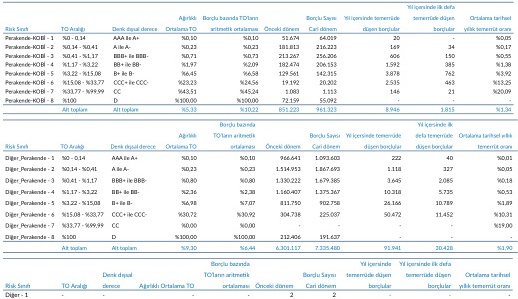 Ağırlıklı Borçlu bazında TO'ların Borçlu Sayısı Yıl içerisinde temerrüde Yıl içerisinde ilk defa temerrüde düşen Ortalama tarihsel
Risk Sınıfı TO Aralığı Denk dışsal derece Ortalama TO aritmetik ortalaması Önceki dönem Cari dönem düşen borçlular borçlular yıllık temerrüt oranı
Perakende-KOBİ - 1 %0 - 0,14 AAA ile A+ %0,10 %0,10 51.674 64.019 20 - %0,05
Perakende-KOBİ - 2 %0,14 - %0,41 A ile A- %0,23 %0,23 181.813 216.223 169 34 %0,17
Perakende-KOBİ - 3 %0,41 - %1,17 BBB+ ile BBB- %0,71 %0,73 213.267 256.206 606 150 %0,55
Perakende-KOBİ - 4 %1,17 - %3,22 BB+ ile BB- %1,97 %2,09 182.474 206.153 1.592 385 %1,38
Perakende-KOBİ - 5 %3,22 - %15,08 B+ ile B- %6,45 %6,58 129.561 142.315 3.878 762 %3,92
Perakende-KOBİ - 6 %15,08 - %33,77 CCC+ ile CCC- %23,23 %24,56 19.192 20.202 2.535 463 %13,25
Perakende-KOBİ - 7 %33,77 - %99,99 CC %43,51 %45,24 1.083 1.113 146 21 %20,09
Perakende-KOBİ - 8 %100 D %100,00 %100,00 72.159 55.092 - - -
Alt toplam Alt toplam %5,33 %10,22 851.223 961.323 8.946 1.815 %1,34
Borçlu bazında Yıl içerisinde Yıl içerisinde ilk defa
Ağırlıklı TO'ların aritmetik Borçlu Sayısı temerrüde düşen temerrüde düşen Ortalama tarihsel
Risk Sınıfı TO Aralığı Denk dışsal derece Ortalama TO ortalaması Önceki dönem Cari dönem borçlular borçlular yıllık temerrüt oranı
Diğer_Perakende - 1 %0 - 0,14 AAA ile A+ %0,10 %0,10 966.641 1.093.603 222 40 %0,01
Diğer_Perakende - 2 %0,14 - %0,41 A ile A- %0,23 %0,23 1.514.953 1.867.693 1.118 327 %0,05
Diğer_Perakende - 3 %0,41 - %1,17 BBB+ ile BBB- %0,80 %0,80 1.330.222 1.679.385 3.645 2.085 %0,18
Diğer_Perakende - 4 %1,17 - %3,22 BB+ ile BB- %2,36 %2,38 1.160.407 1.375.367 10.318 5.735 %0,53
Diğer_Perakende - 5 %3,22 - %15,08 B+ ile B- %6,98 %7,07 811.750 902.758 26.166 10.789 %1,89
Diğer_Perakende - 6 %15,08 - %33,77 CCC+ ile CCC- %30,72 %30,92 304.738 225.037 50.472 11.452 %10,31
Diğer_Perakende - 7 %33,77 - %99,99 CC %0,00 %0,00 - - - - %19,00
Diğer_Perakende - 8 %100 D %100,00 %100,00 212.406 191.637 - - -
Alt toplam Alt toplam %9,30 %6,44 6.301.117 7.335.480 91.941 30.428 %1,90
Borçlu bazında Yıl içerisinde Yıl içerisinde ilk defa
Denk dışsal TO'ların aritmetik Borçlu Sayısı temerrüde düşen temerrüde düşen Ortalama tarihsel
Risk Sınıfı TO Aralığı derece Ağırlıklı Ortalama TO ortalaması Önceki dönem Cari dönem borçlular borçlular yıllık temerrüt oranı
Diğer - 1 - - - - 2 2 - - -